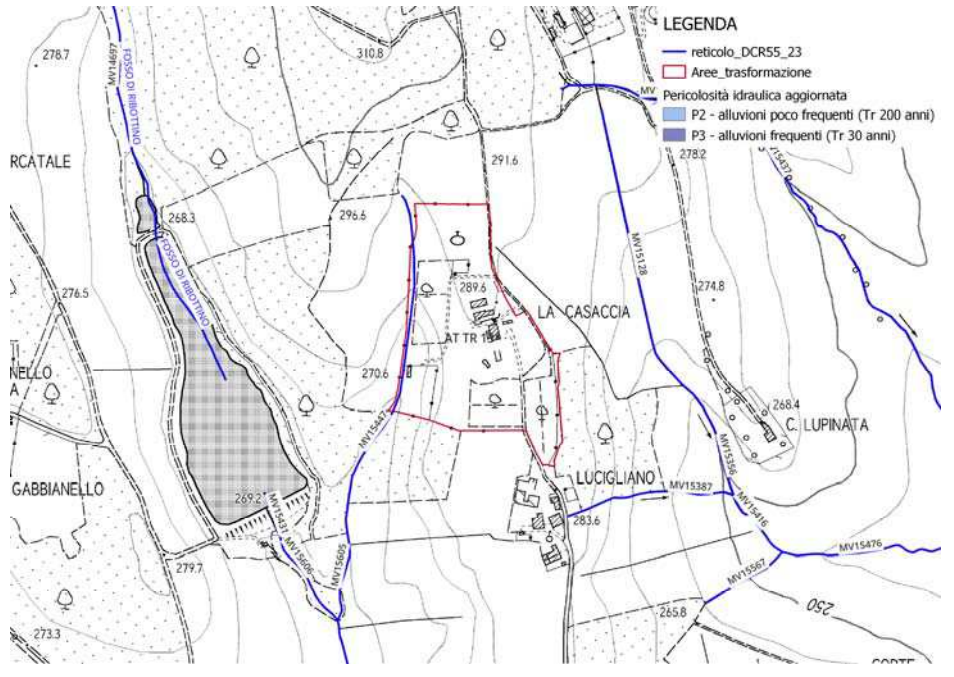 LEGENDA
reticolo_DCR55_23
Aree_trasformazione
Pericolosità idraulica aggiornata
P2 - alluvioni poco frequenti (Tr 200 anni)
P3 - alluvioni frequenti (Tr 30 anni)
278.7
MV14697
FOSSO DI RIBOTTINO
310.8
MV
291.6
278.2
MV15437
RCATALE
268.3
296.6
FOSSO DI RIBOTTINO
MV15128
276.5
289.6
274.8
LA CASACCIA
AT TR 1
NELLO
A
270.6
268.4
C. LUPINATA
MV15447
MV15356
GABBIANELLO
269.2
LUCIGLIANO
MV15387
283.6
MV15416
MV15431
MV15606
MV15605
MV15476
MV15567
279.7
265.8
250
273.3
CORTE